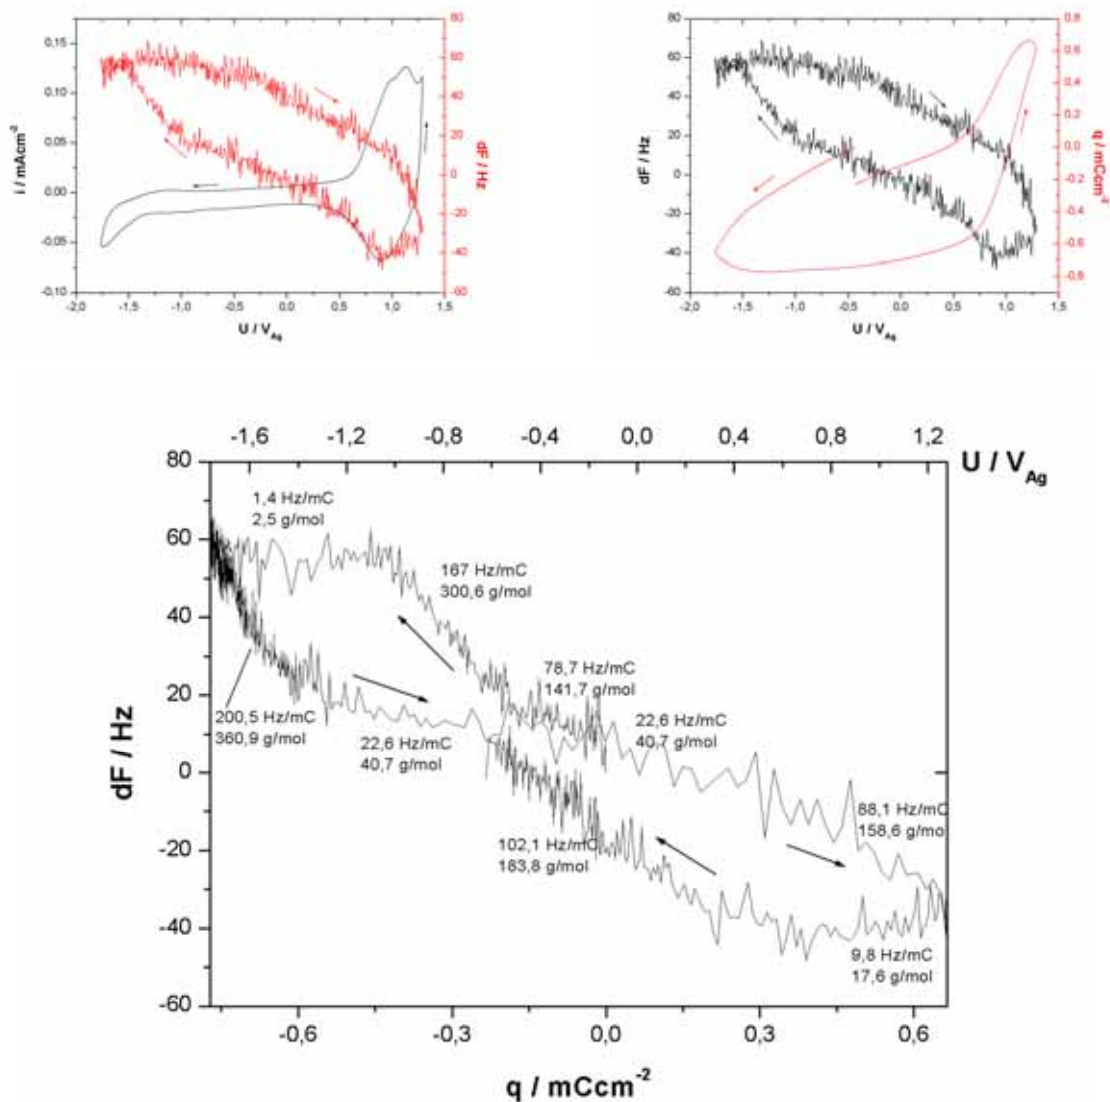 0,15
0,10
0,05
0,00
-0,05
-0,10
i / mAcm-2
80
60
40
20
0
-20
-40
-60
dF / Hz
-2,0 -1,5 -1,0 -0,5 0,0 0,5 1,0 1,5
U / VAg
80
60
40
20
0
-20
-40
-60
dF / Hz
0,8
0,6
0,4
0,2
0,0
-0,2
-0,4
-0,6
-0,8
q / mCcm-2
-2,0 -1,5 -1,0 -0,5 0,0 0,5 1,0 1,5
U / VAg
-1,6 -1,2 -0,8 -0,4 0,0 0,4 0,8 1,2
U / VAg
80
60
40
20
0
-20
-40
-60
dF / Hz
1,4 Hz/mC
2,5 g/mol
167 Hz/mC
300,6 g/mol
78,7 Hz/mC
141,7 g/mol
200,5 Hz/mC
360,9 g/mol
22,6 Hz/mC
40,7 g/mol
22,6 Hz/mC
40,7 g/mol
88,1 Hz/mC
158,6 g/mol
102,1 Hz/mC
183,8 g/mol
9,8 Hz/mC
17,6 g/mol
-0,6 -0,3 0,0 0,3 0,6
q / mCcm-2